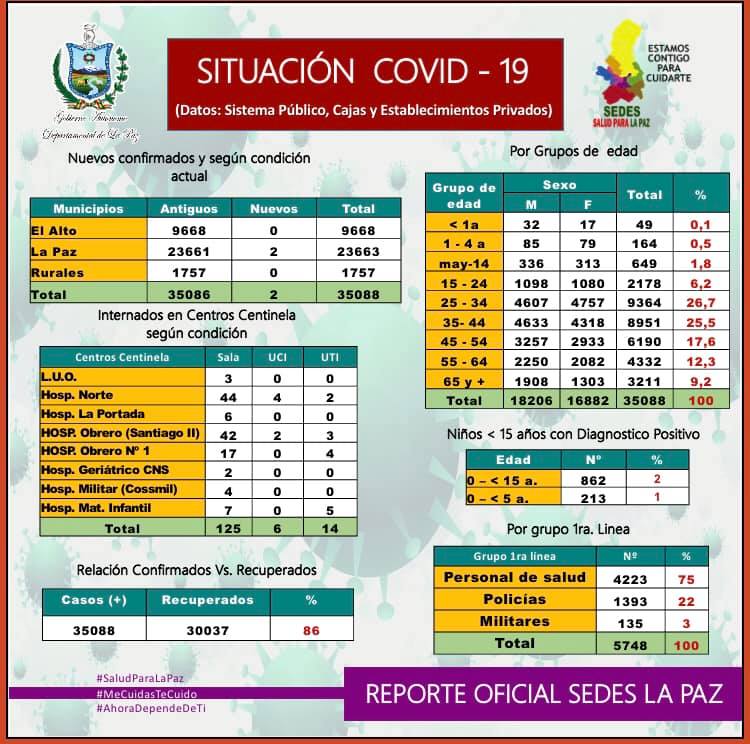 Gobierno Autónomo
Departamental de La Paz
SITUACIÓN COVID - 19
(Datos: Sistema Público, Cajas y Establecimientos Privados)
ESTAMOS
CONTIGO
PARA
CUIDARTE
SEDES
SALUD PARA LA PAZ
Nuevos confirmados y según condición
actual
Municipios Antiguos Nuevos Total
El Alto 9668 0 9668
La Paz 23661 2 23663
Rurales 1757 0 1757
Total 35086 2 35088
Internados en Centros Centinela
según condición
Centros Centinela Sala UCI UTI
L.U.O. 3 0 0
Hosp. Norte 44 4 2
Hosp. La Portada 6 0 0
HOSP. Obrero (Santiago II) 42 2 3
HOSP. Obrero Nº 1 17 0 4
Hosp. Geriátrico CNS 2 0 0
Hosp. Militar (Cossmil) 4 0 0
Hosp. Mat. Infantil 7 0 5
Total 125 6 14
Relación Confirmados Vs. Recuperados
Casos (+) Recuperados %
35088 30037 86
Por Grupos de edad
Grupo de edad Sexo Total %
M F
< 1a 32 17 49 0,1
1 - 4 a 85 79 164 0,5
may-14 336 313 649 1,8
15 - 24 1098 1080 2178 6,2
25 - 34 4607 4757 9364 26,7
35- 44 4633 4318 8951 25,5
45 - 54 3257 2933 6190 17,6
55 - 64 2250 2082 4332 12,3
65 y + 1908 1303 3211 9,2
Total 18206 16882 35088 100
Niños < 15 años con Diagnostico Positivo
Edad Nº %
0 – < 15 a. 862 2
0 – < 5 a. 213 1
Por grupo 1ra. Linea
Grupo 1ra línea Nº %
Personal de salud 4223 75
Policías 1393 22
Militares 135 3
Total 5748 100
#SaludParaLaPaz
#MeCuidasTeCuido
#AhoraDependeDeTi
REPORTE OFICIAL SEDES LA PAZ